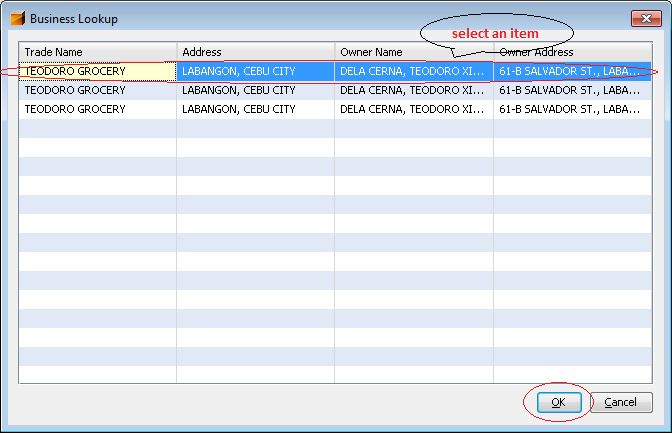 Business Lookup
select an item
Trade Name Address Owner Name Owner Address
TEODORO GROCERY LABANGON, CEBU CITY DELA CERNA, TEODORO XI... 61-B SALVADOR ST., LABA...
TEODORO GROCERY LABANGON, CEBU CITY DELA CERNA, TEODORO XI... 61-B SALVADOR ST., LABA...
TEODORO GROCERY LABANGON, CEBU CITY DELA CERNA, TEODORO XI... 61-B SALVADOR ST., LABA...
OK Cancel